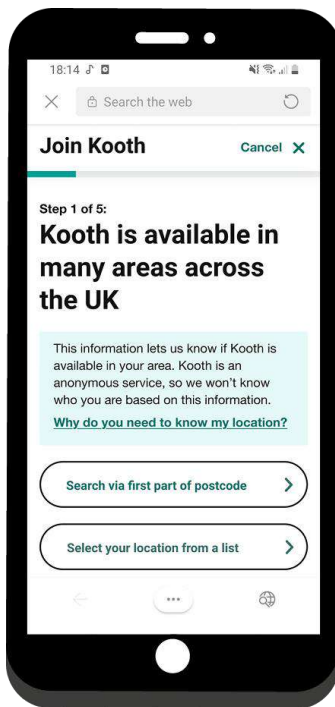 18:14
Search the web
Join Kooth
Cancel
Step 1 of 5:
Kooth is available in
many areas across
the UK
This information lets us know if Kooth is
available in your area. Kooth is an
anonymous service, so we won't know
who you are based on this information.
Why do you need to know my location?
Search via first part of postcode
Select your location from a list